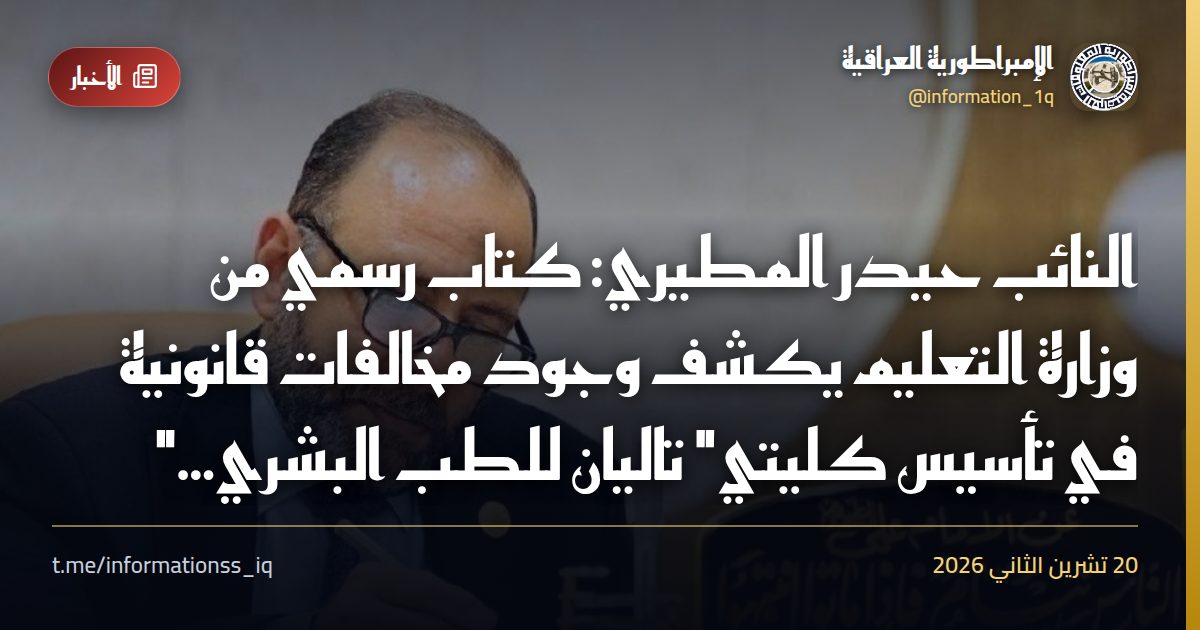 الإمبراطورية العراقية
@information_1q
الأخبار
النائب حيدر المطيري: كتاب رسمي من
وزارة التعليم يكشف وجود مخالفات قانونية
في تأسيس كليتي" تاليان للطب البشري..."
20 تشرين الثاني 2026
t.me/informationss_iq